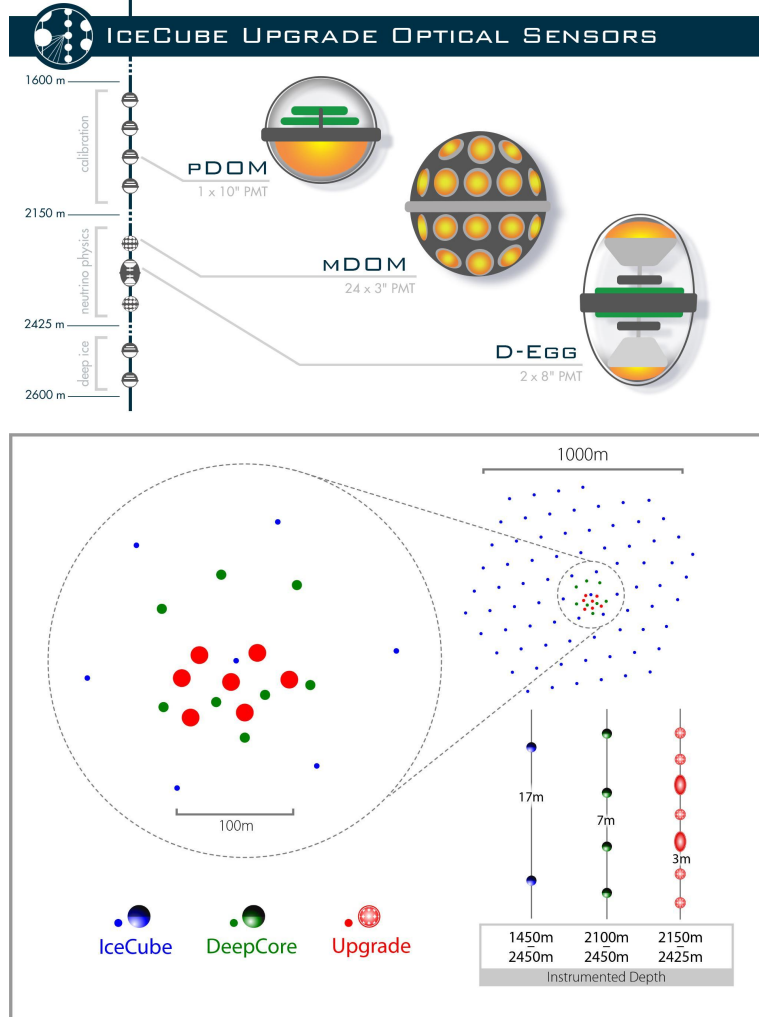 IceCube Upgrade Optical Sensors
1600 m
calibration
pDOM
1 x 10" PMT
2150 m
neutrino physics
mDOM
24 x 3" PMT
2425 m
D-Egg
2 x 8" PMT
deep ice
2600 m
1000m
100m
17m
7m
3m
IceCube
DeepCore
Upgrade
1450m – 2450m
2100m – 2450m
2150m – 2425m
Instrumented Depth